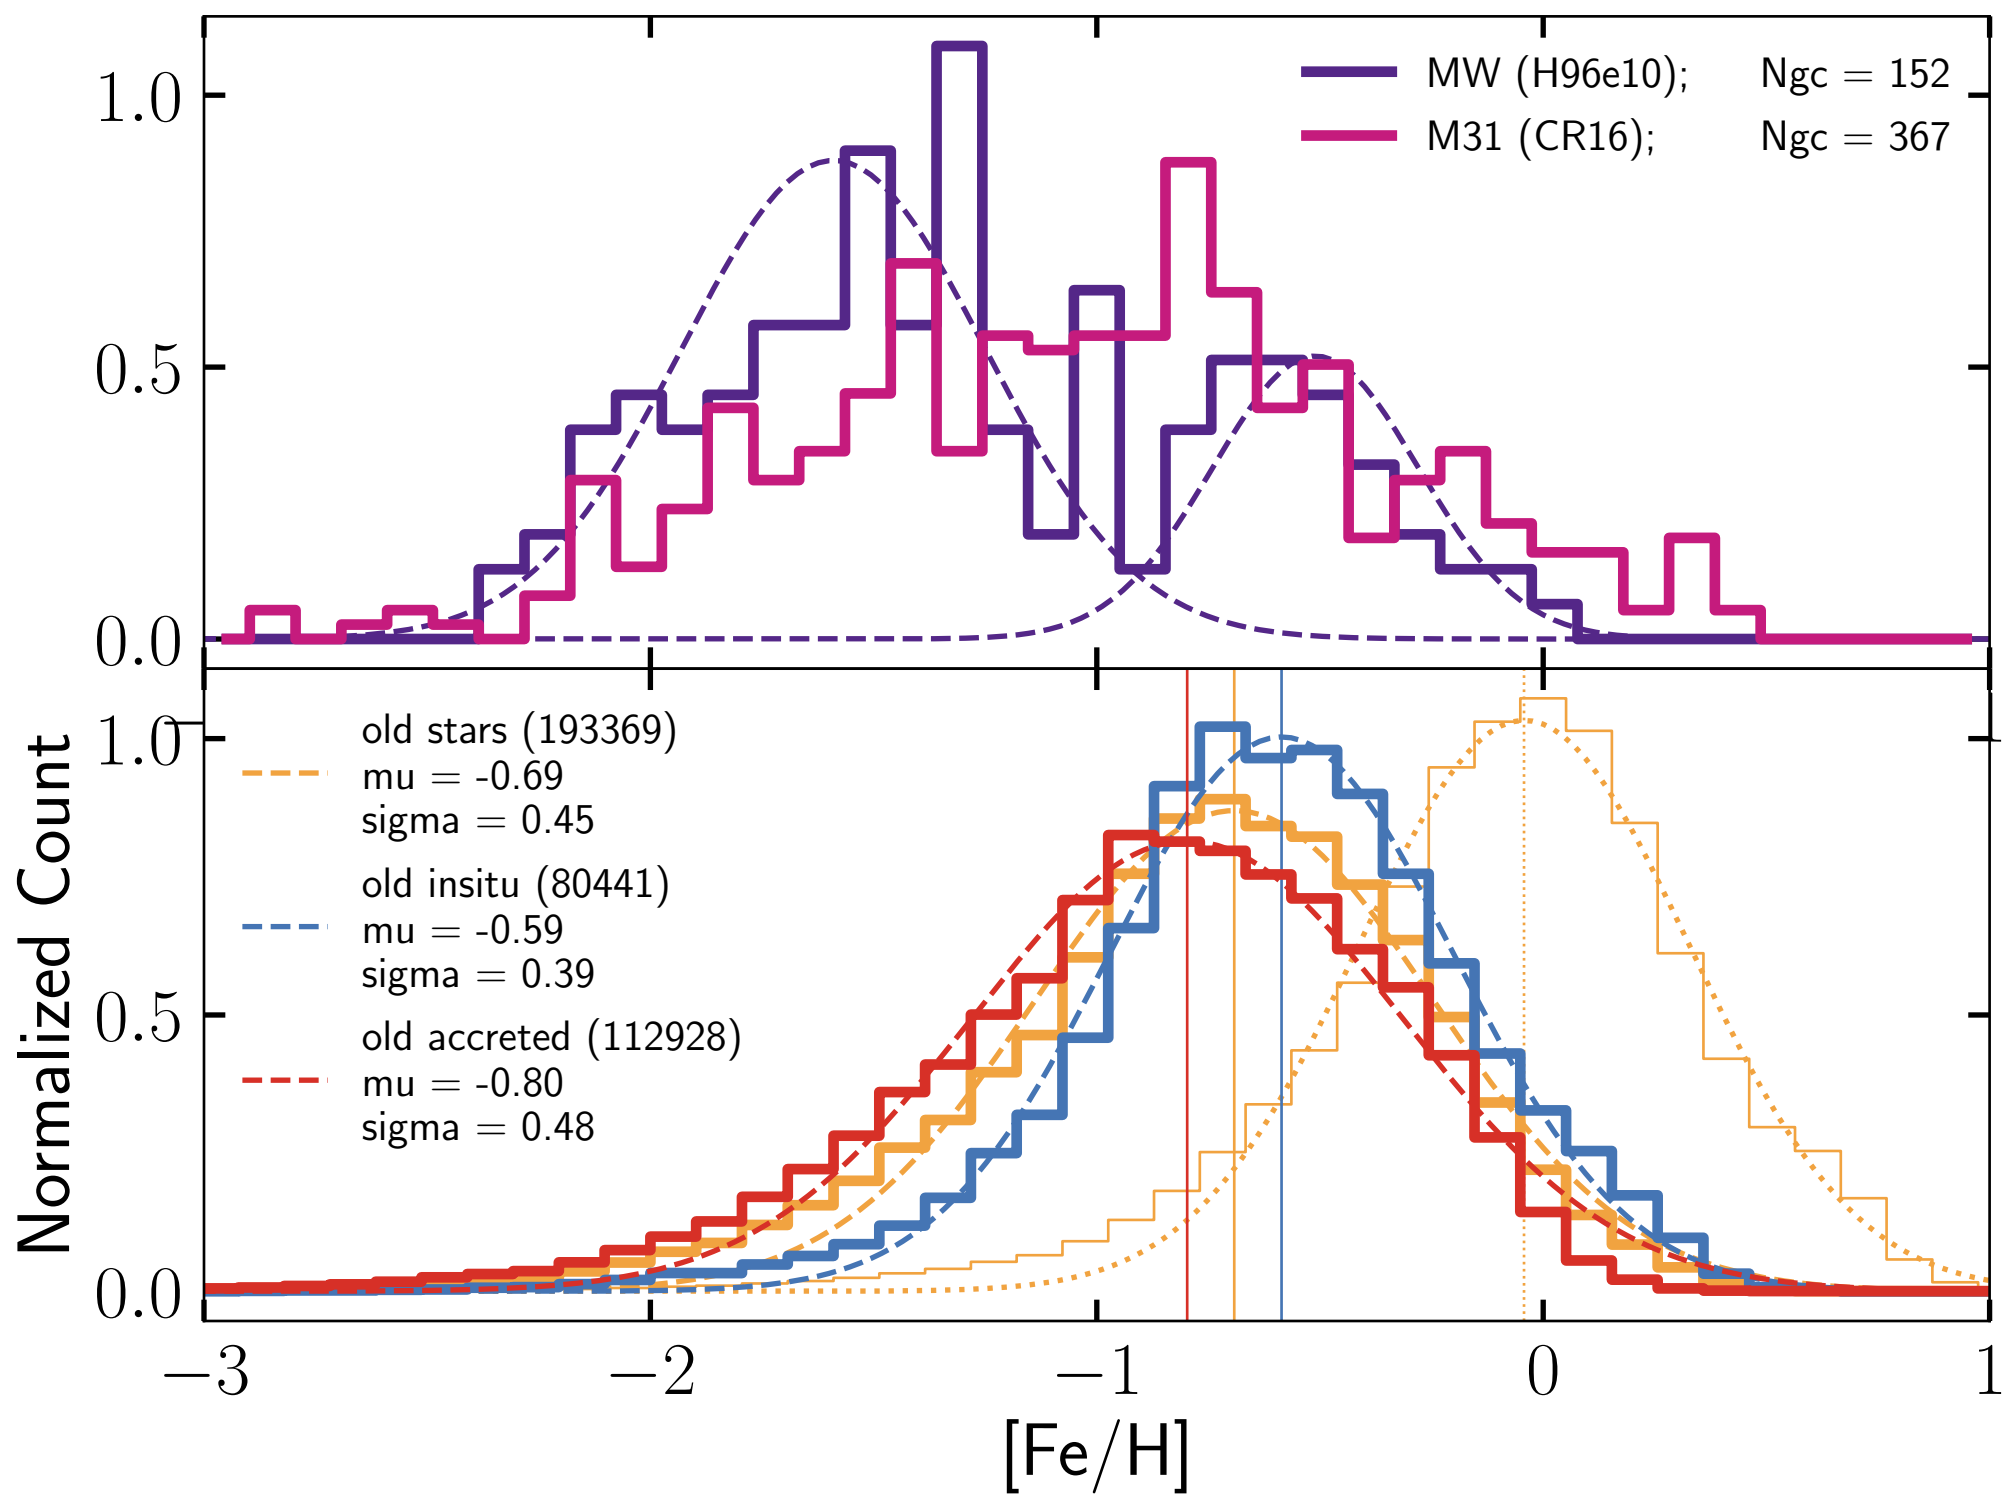 1.0
0.5
0.0
MW (H96e10); Ngc = 152
M31 (CR16); Ngc = 367
Normalized Count
1.0
0.5
0.0
old stars (193369)
mu = -0.69
sigma = 0.45
old insitu (80441)
mu = -0.59
sigma = 0.39
old accreted (112928)
mu = -0.80
sigma = 0.48
−3 −2 −1 0 1
[Fe/H]